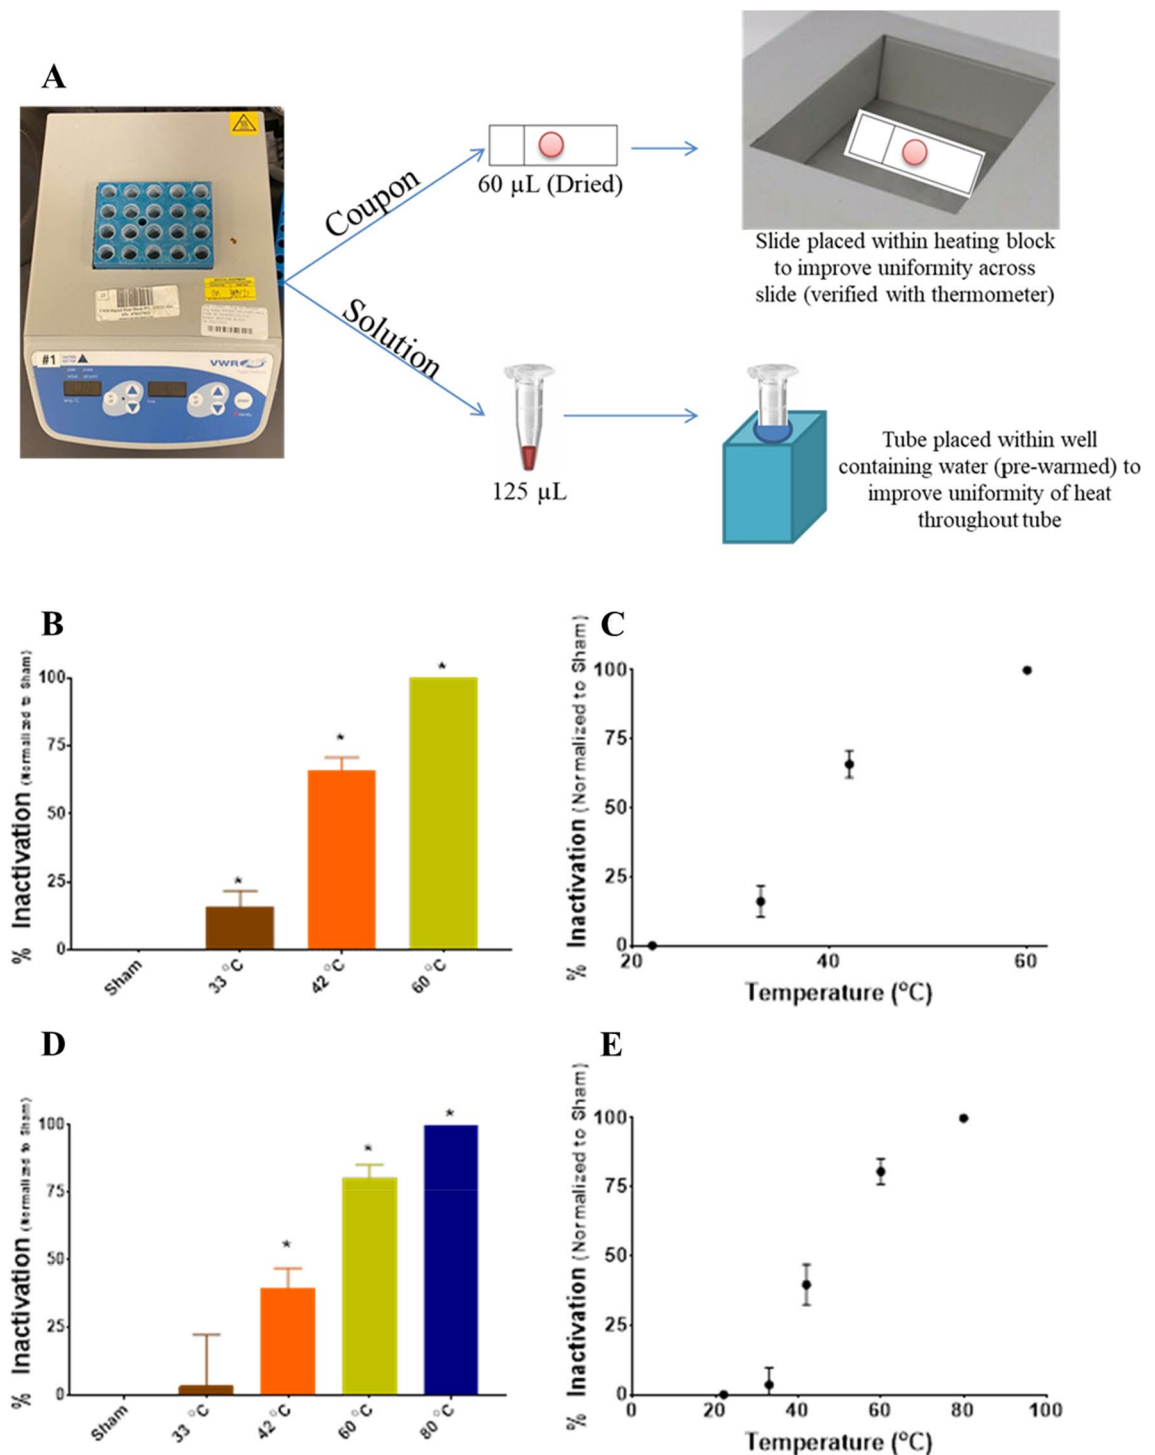 A
Coupon
60 µL (Dried)
Slide placed within heating block
to improve uniformity across
slide (verified with thermometer)
Solution
#1
VWR
125 µL
Tube placed within well
containing water (pre-warmed) to
improve uniformity of heat
throughout tube
B
% Inactivation (Normalized to Sham)
100
75
50
25
0
*
*
*
Sham
33 °C
42 °C
60 °C
C
% Inactivation (Normalized to Sham)
100
75
50
25
0
20
40
60
Temperature (°C)
D
% Inactivation (Normalized to Sham)
100
75
50
25
0
*
*
*
Sham
33 °C
42 °C
60 °C
80 °C
E
% Inactivation (Normalized to Sham)
100
75
50
25
0
0
20
40
60
80
100
Temperature (°C)